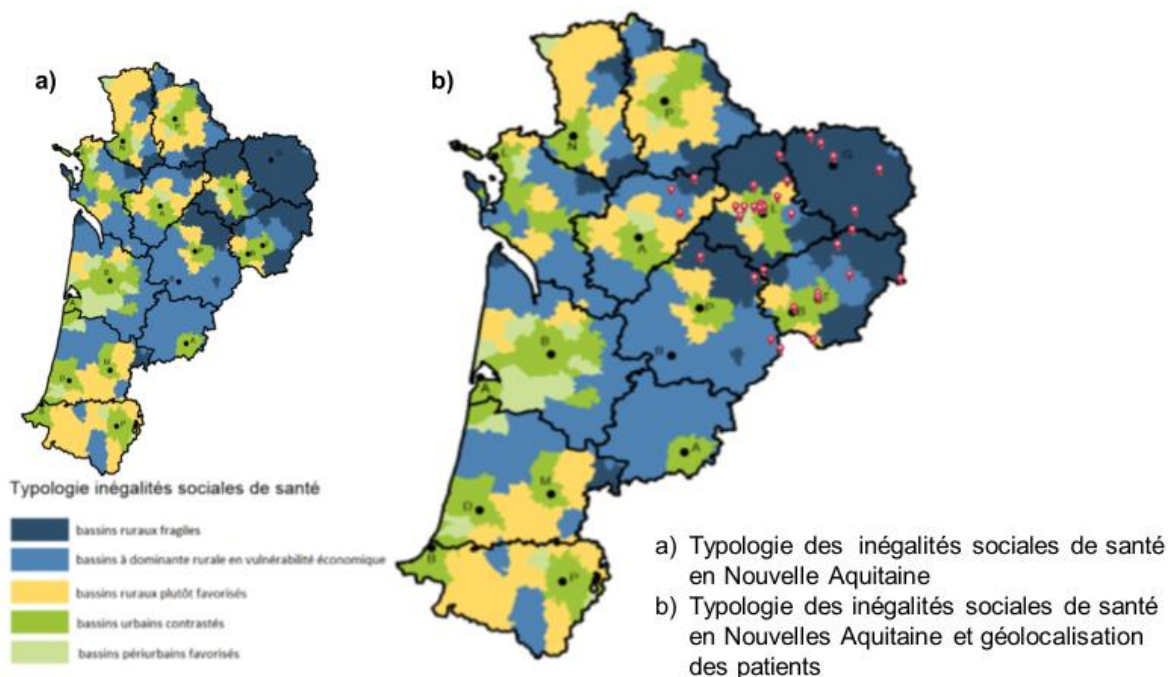 a)
b)
Typologie inégalités sociales de santé
bassins ruraux fragiles
bassins à dominante rurale en vulnérabilité économique
bassins ruraux plutôt favorisés
bassins urbains contrastés
bassins périurbains favorisés
a) Typologie des inégalités sociales de santé
en Nouvelle Aquitaine
b) Typologie des inégalités sociales de santé
en Nouvelles Aquitaine et géolocalisation
des patients
N
P
G
L
A
P
B
T
B
B
A
A
M
D
B
P